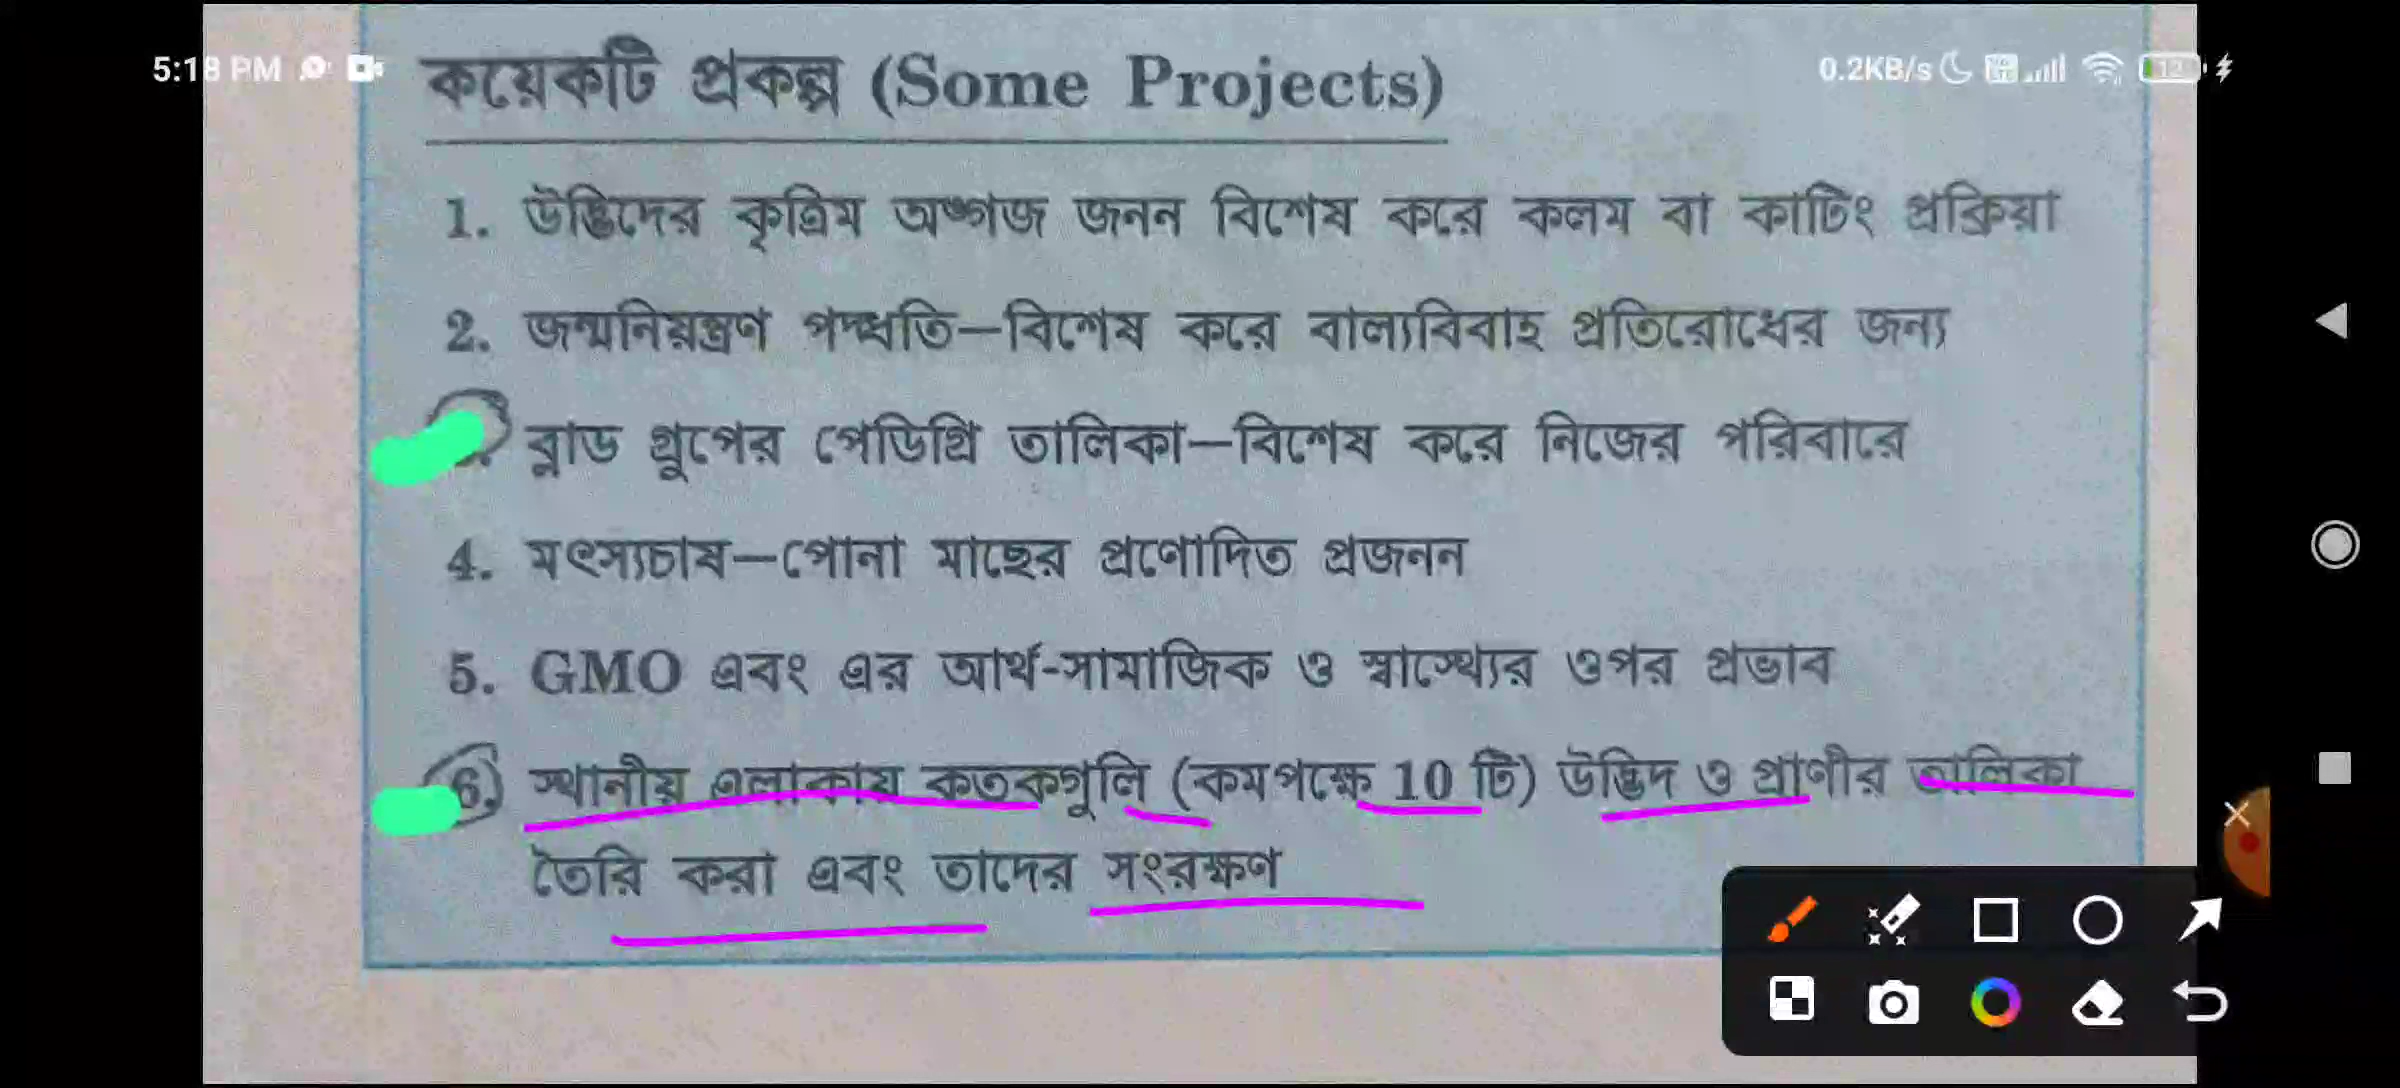 5:18 PM
0.2KB/s
কয়েকটি প্রকল্প (Some Projects)
1. উদ্ভিদের কৃত্রিম অঙ্গজ জনন বিশেষ করে কলম বা কাটিং প্রক্রিয়া
2. জন্মনিয়ন্ত্রণ পদ্ধতি—বিশেষ করে বাল্যবিবাহ প্রতিরোধের জন্য
ব্লাড গ্রুপের পেডিগ্রি তালিকা—বিশেষ করে নিজের পরিবারে
4. মৎস্যচাষ—পোনা মাছের প্রণোদিত প্রজনন
5. GMO এবং এর আর্থ-সামাজিক ও স্বাস্থ্যের ওপর প্রভাব
6. স্থানীয় এলাকায় কতকগুলি (কমপক্ষে 10 টি) উদ্ভিদ ও প্রাণীর তালিকা
তৈরি করা এবং তাদের সংরক্ষণ